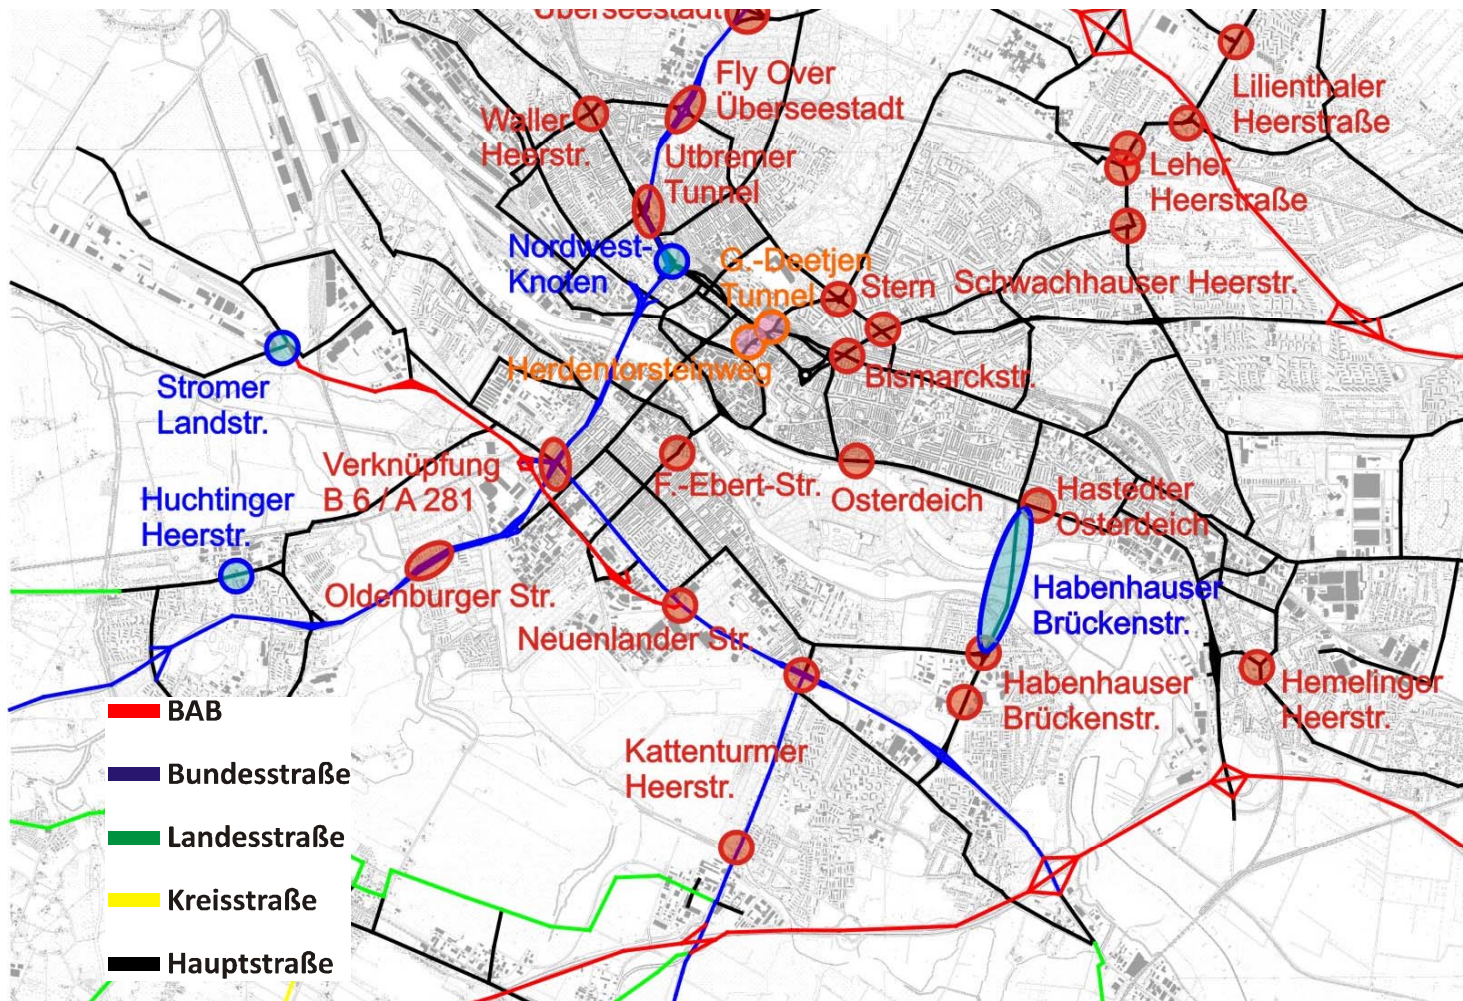 Überseestadt
Fly Over
Überseestadt
Lilienthaler
Heerstraße
Waller
Heerstr.
Utbremer
Tunnel
Leher
Heerstraße
Nordwest-
Knoten
G.-Deetjen
Tunnel
Stern
Schwachhauser Heerstr.
Herdentorsteinweg
Bismarckstr.
Stromer
Landstr.
Verknüpfung
B 6 / A 281
F.-Ebert-Str.
Osterdeich
Hastedter
Osterdeich
Huchtinger
Heerstr.
Oldenburger Str.
Habenhauser
Brückenstr.
Neuenlander Str.
Habenhauser
Brückenstr.
Hemelinger
Heerstr.
Kattenturmer
Heerstr.
BAB
Bundesstraße
Landesstraße
Kreisstraße
Hauptstraße